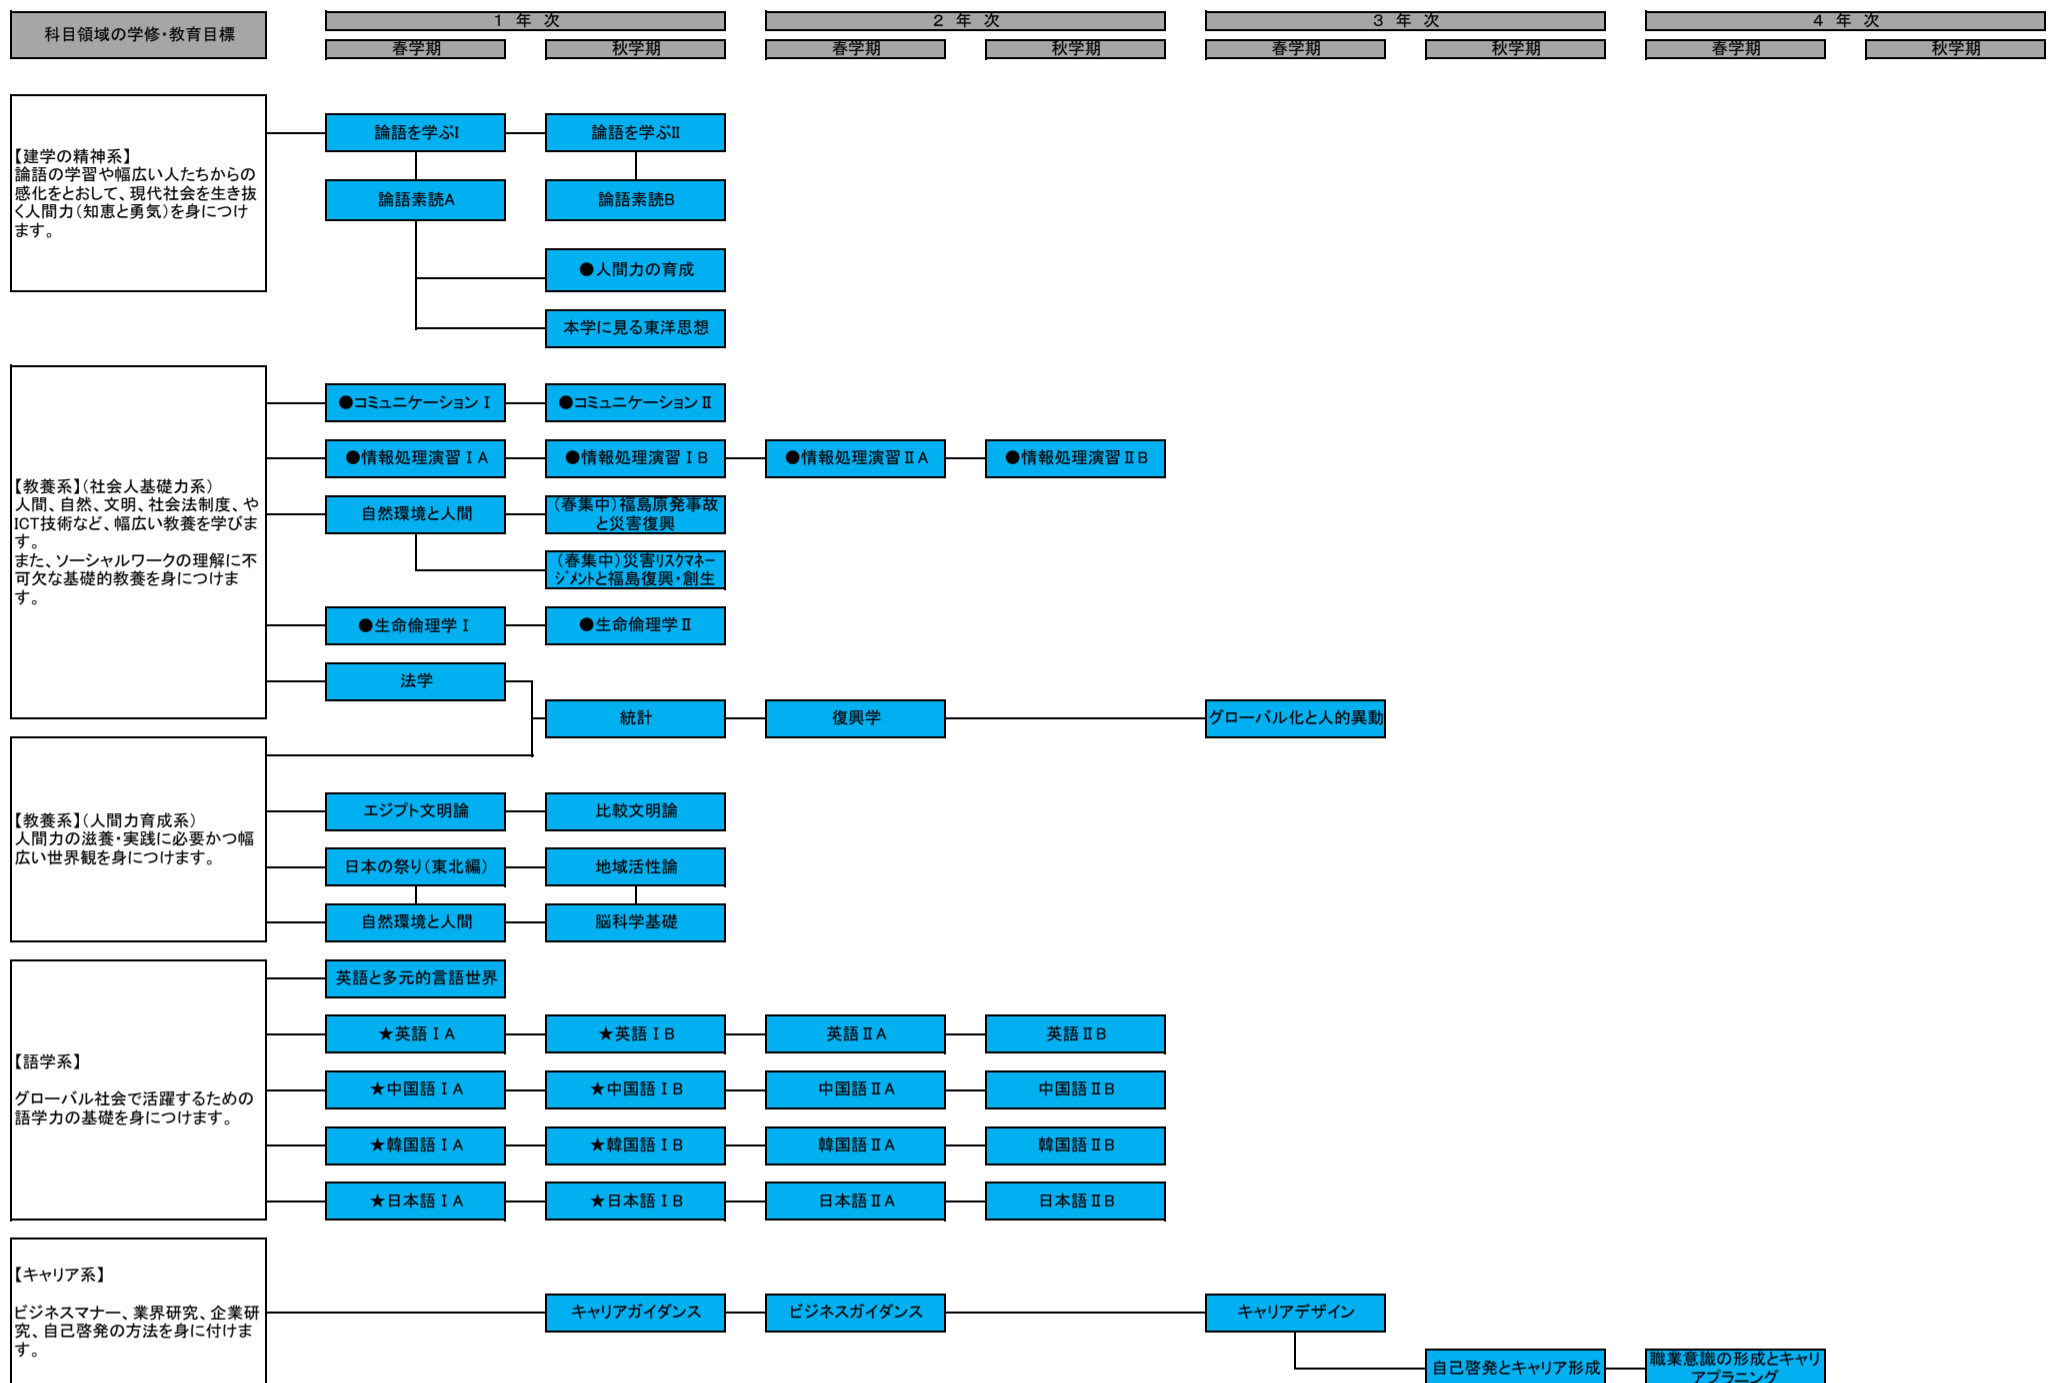 科目領域の学修・教育目標
１ 年 次
２ 年 次
３ 年 次
４ 年 次
春学期
秋学期
春学期
秋学期
春学期
秋学期
春学期
秋学期
【建学の精神系】
論語の学習や幅広い人たちからの
感化をとおして、現代社会を生き抜
く人間力（知恵と勇気）を身につけ
ます。
論語を学ぶⅠ
論語を学ぶⅡ
論語素読A
論語素読B
●人間力の育成
本学に見る東洋思想
【教養系】（社会人基礎力系）
人間、自然、文明、社会法制度、や
ICT技術など、幅広い教養を学びま
す。
また、ソーシャルワークの理解に不
可欠な基礎的教養を身につけま
す。
●コミュニケーションⅠ
●コミュニケーションⅡ
●情報処理演習ⅠA
●情報処理演習ⅠB
●情報処理演習ⅡA
●情報処理演習ⅡB
自然環境と人間
（春集中）福島原発事故
と災害復興
（春集中）災害リスクマネー
ジメントと福島復興・創生
●生命倫理学Ⅰ
●生命倫理学Ⅱ
法学
統計
復興学
グローバル化と人的異動
【教養系】（人間力育成系）
人間力の滋養・実践に必要かつ幅
広い世界観を身につけます。
エジプト文明論
比較文明論
日本の祭り（東北編）
地域活性論
自然環境と人間
脳科学基礎
【語学系】
グローバル社会で活躍するための
語学力の基礎を身につけます。
英語と多元的言語世界
★英語ⅠA
★英語ⅠB
英語ⅡA
英語ⅡB
★中国語ⅠA
★中国語ⅠB
中国語ⅡA
中国語ⅡB
★韓国語ⅠA
★韓国語ⅠB
韓国語ⅡA
韓国語ⅡB
★日本語ⅠA
★日本語ⅠB
日本語ⅡA
日本語ⅡB
【キャリア系】
ビジネスマナー、業界研究、企業研
究、自己啓発の方法を身に付けま
す。
キャリアガイダンス
ビジネスガイダンス
キャリアデザイン
自己啓発とキャリア形成
職業意識の形成とキャリ
アプラニング